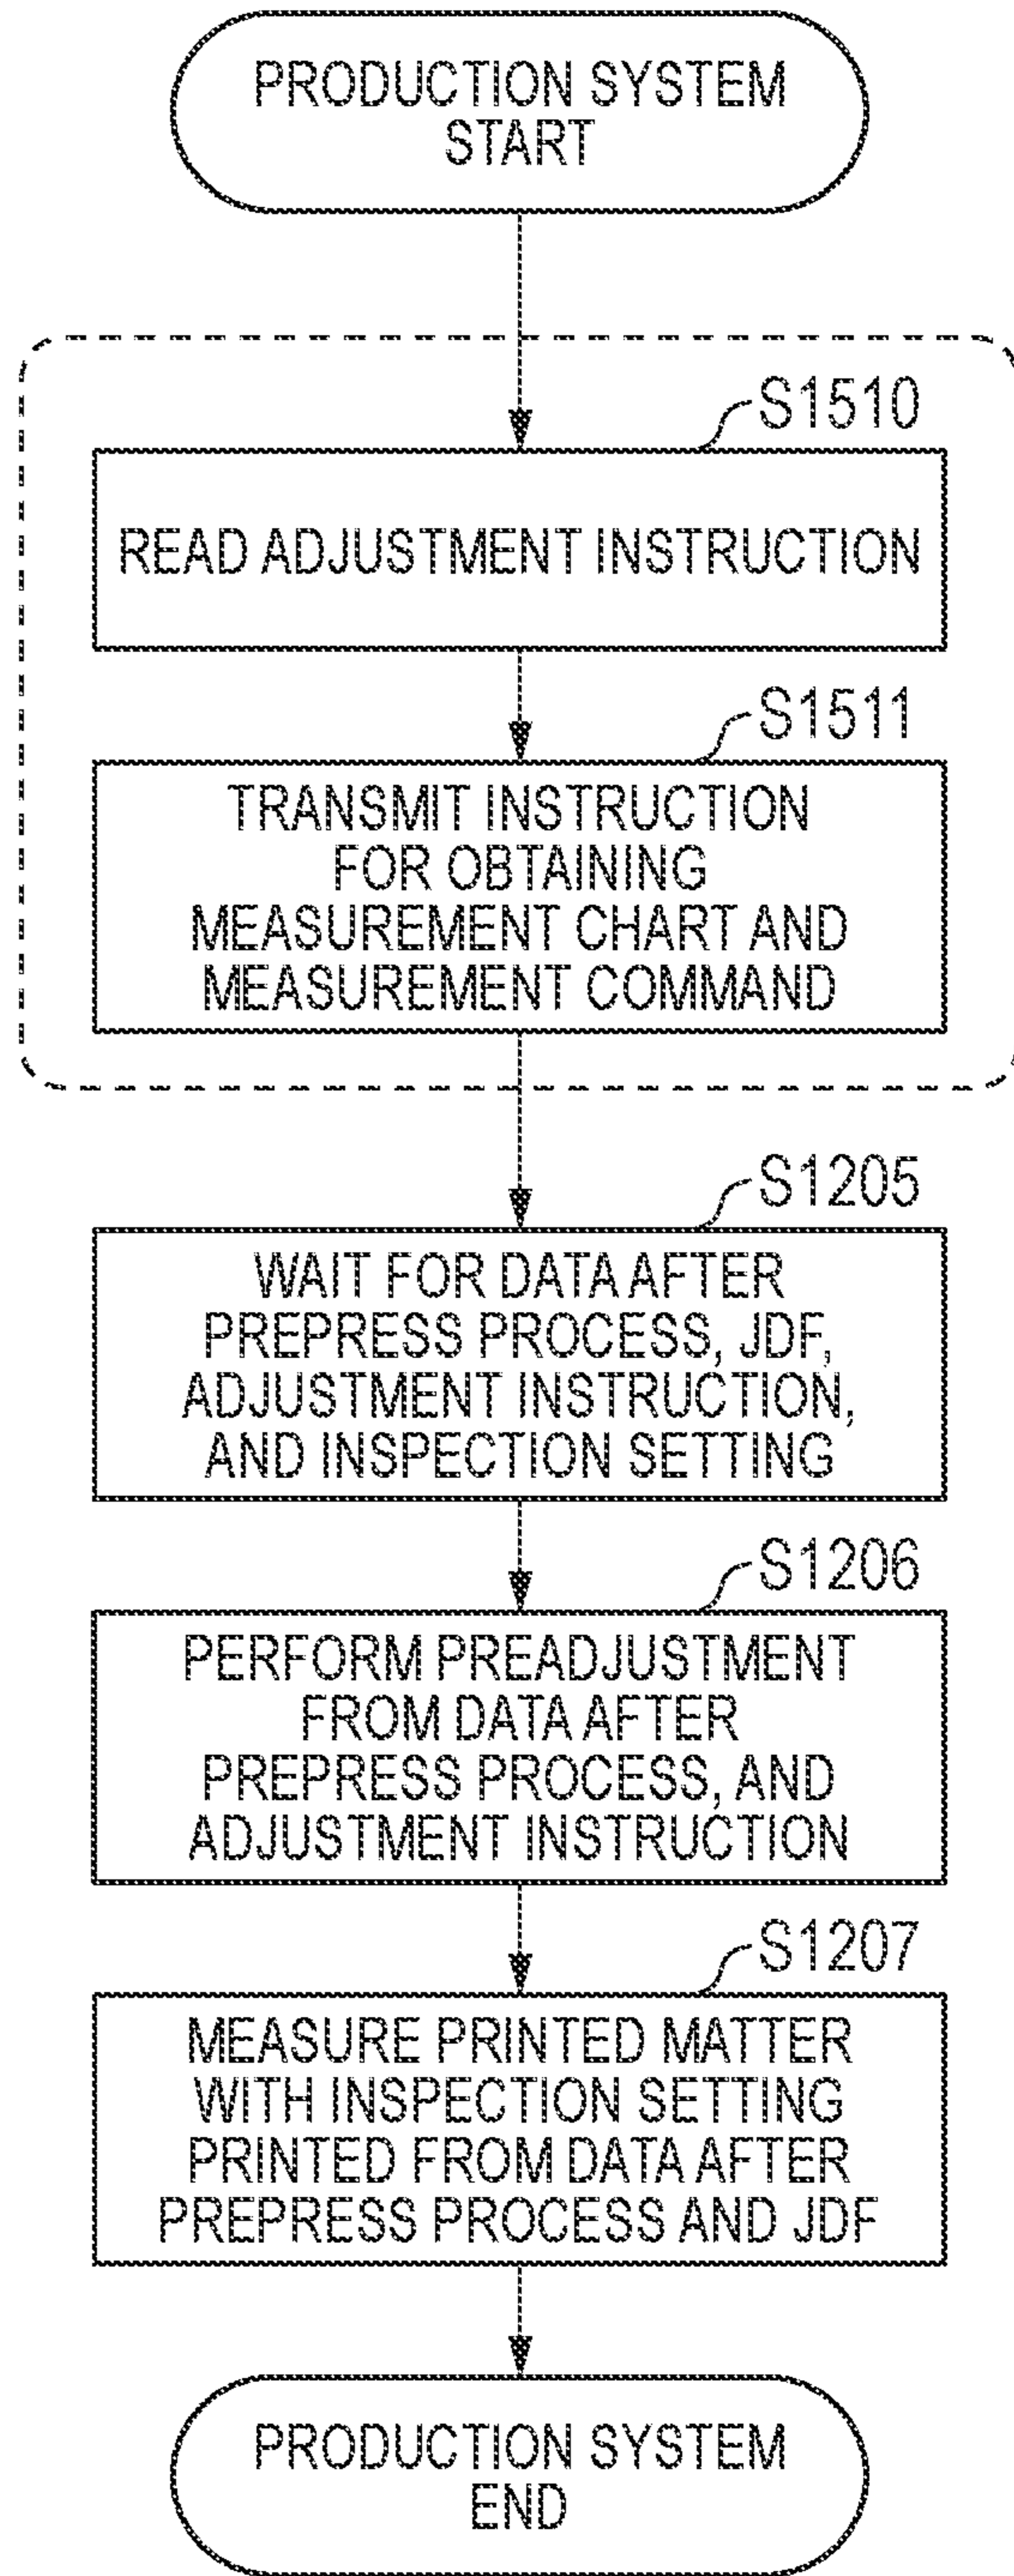 PRODUCTION SYSTEM
START
S1510
READ ADJUSTMENT INSTRUCTION
S1511
TRANSMIT INSTRUCTION
FOR OBTAINING
MEASUREMENT CHART AND
MEASUREMENT COMMAND
S1205
WAIT FOR DATA AFTER
PREPRESS PROCESS, JDF,
ADJUSTMENT INSTRUCTION,
AND INSPECTION SETTING
S1206
PERFORM PREADJUSTMENT
FROM DATA AFTER
PREPRESS PROCESS, AND
ADJUSTMENT INSTRUCTION
S1207
MEASURE PRINTED MATTER
WITH INSPECTION SETTING
PRINTED FROM DATA AFTER
PREPRESS PROCESS AND JDF
PRODUCTION SYSTEM
END